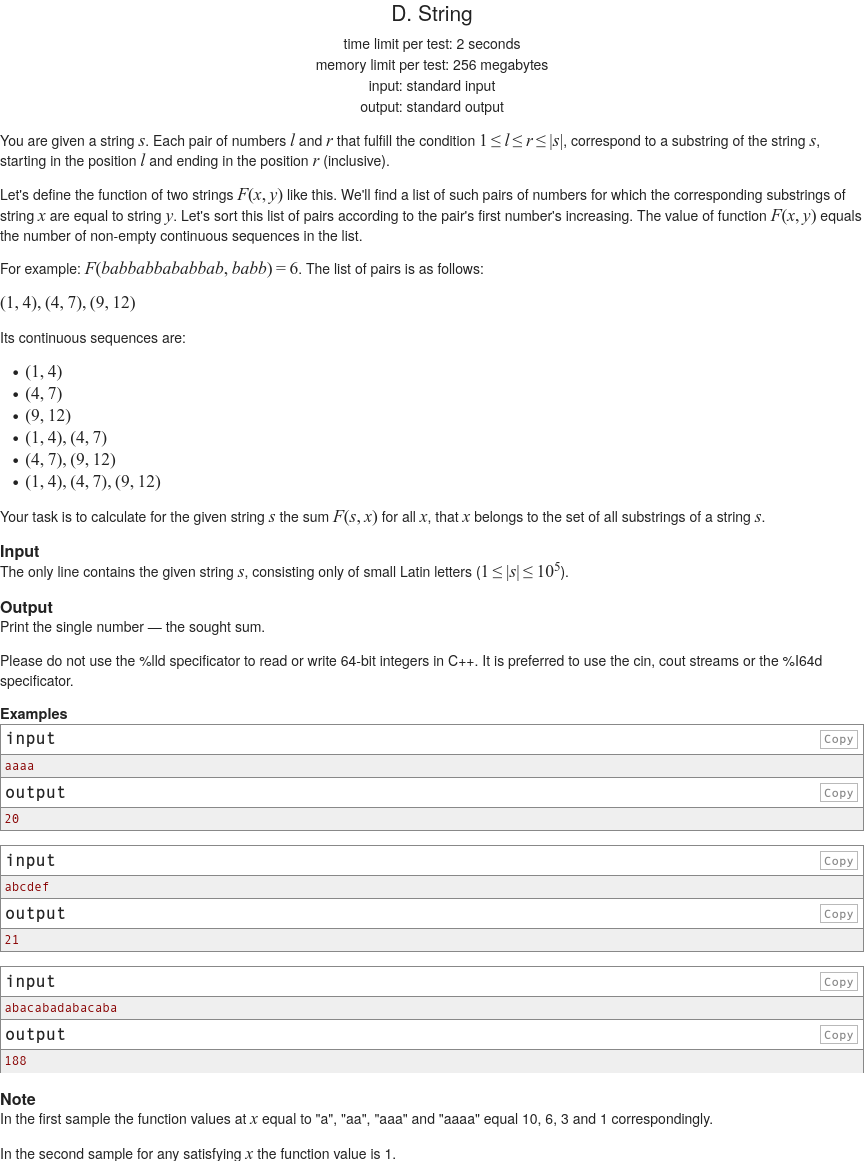 D. String
time limit per test: 2 seconds
memory limit per test: 256 megabytes
input: standard input
output: standard output
You are given a string s. Each pair of numbers l and r that fulfill the condition 1 ≤ l ≤ r ≤ |s|, correspond to a substring of the string s,
starting in the position l and ending in the position r (inclusive).
Let's define the function of two strings F(x, y) like this. We'll find a list of such pairs of numbers for which the corresponding substrings of
string x are equal to string y. Let's sort this list of pairs according to the pair's first number's increasing. The value of function F(x, y) equals
the number of non-empty continuous sequences in the list.
For example: F(babbabbababbab, babb) = 6. The list of pairs is as follows:
(1, 4), (4, 7), (9, 12)
Its continuous sequences are:
• (1, 4)
• (4, 7)
• (9, 12)
• (1, 4), (4, 7)
• (4, 7), (9, 12)
• (1, 4), (4, 7), (9, 12)
Your task is to calculate for the given string s the sum F(s, x) for all x, that x belongs to the set of all substrings of a string s.
Input
The only line contains the given string s, consisting only of small Latin letters (1 ≤ |s| ≤ 10⁵).
Output
Print the single number — the sought sum.
Please do not use the %lld specificator to read or write 64-bit integers in C++. It is preferred to use the cin, cout streams or the %I64d
specificator.
Examples
input Copy
aaaa
output Copy
20
input Copy
abcdef
output Copy
21
input Copy
abacabadabacaba
output Copy
188
Note
In the first sample the function values at x equal to "a", "aa", "aaa" and "aaaa" equal 10, 6, 3 and 1 correspondingly.
In the second sample for any satisfying x the function value is 1.